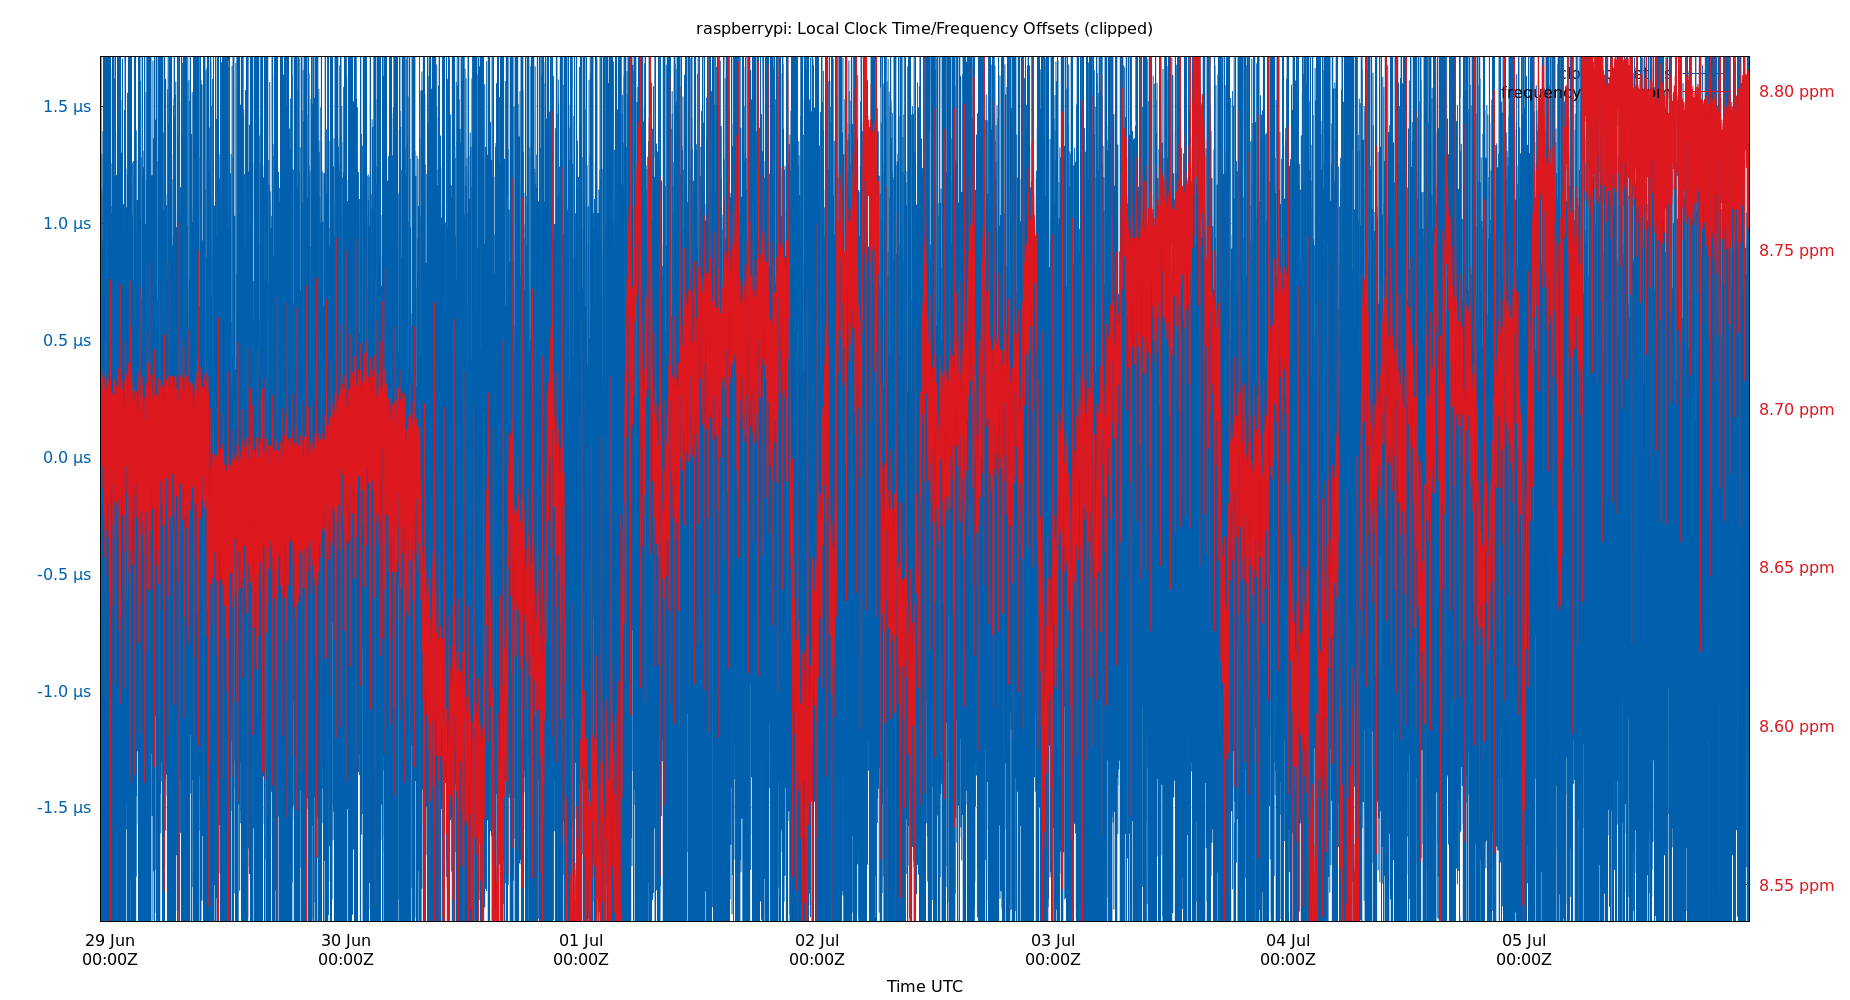 raspberrypi: Local Clock Time/Frequency Offsets (clipped)
frequency
1.5 µs
1.0 µs
0.5 µs
0.0 µs
-0.5 µs
-1.0 µs
-1.5 µs
8.80 ppm
8.75 ppm
8.70 ppm
8.65 ppm
8.60 ppm
8.55 ppm
29 Jun
00:00Z
30 Jun
00:00Z
01 Jul
00:00Z
02 Jul
00:00Z
03 Jul
00:00Z
04 Jul
00:00Z
05 Jul
00:00Z
Time UTC